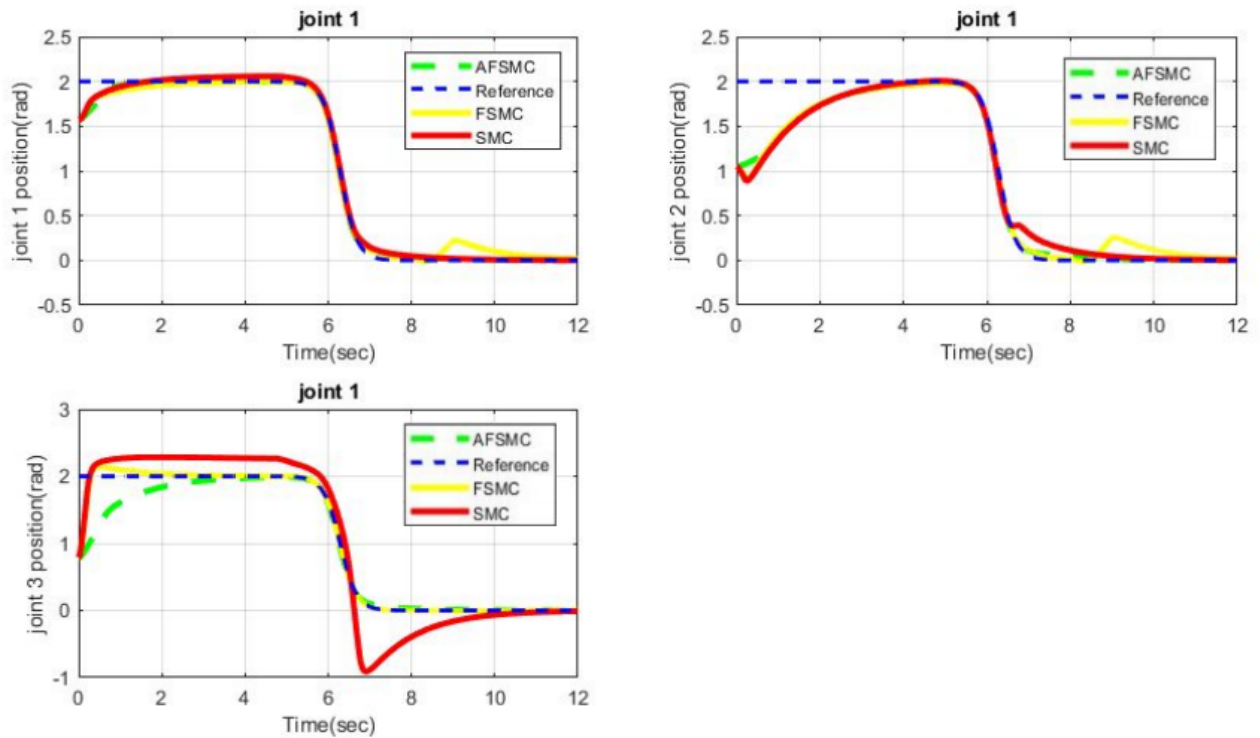 joint 1
2.5
2
1.5
1
0.5
0
-0.5
joint 1 position(rad)
AFSMC
Reference
FSMC
SMC
0 2 4 6 8 10 12
Time(sec)
joint 1
2.5
2
1.5
1
0.5
0
-0.5
joint 2 position(rad)
AFSMC
Reference
FSMC
SMC
0 2 4 6 8 10 12
Time(sec)
joint 1
3
2
1
0
-1
joint 3 position(rad)
AFSMC
Reference
FSMC
SMC
0 2 4 6 8 10 12
Time(sec)